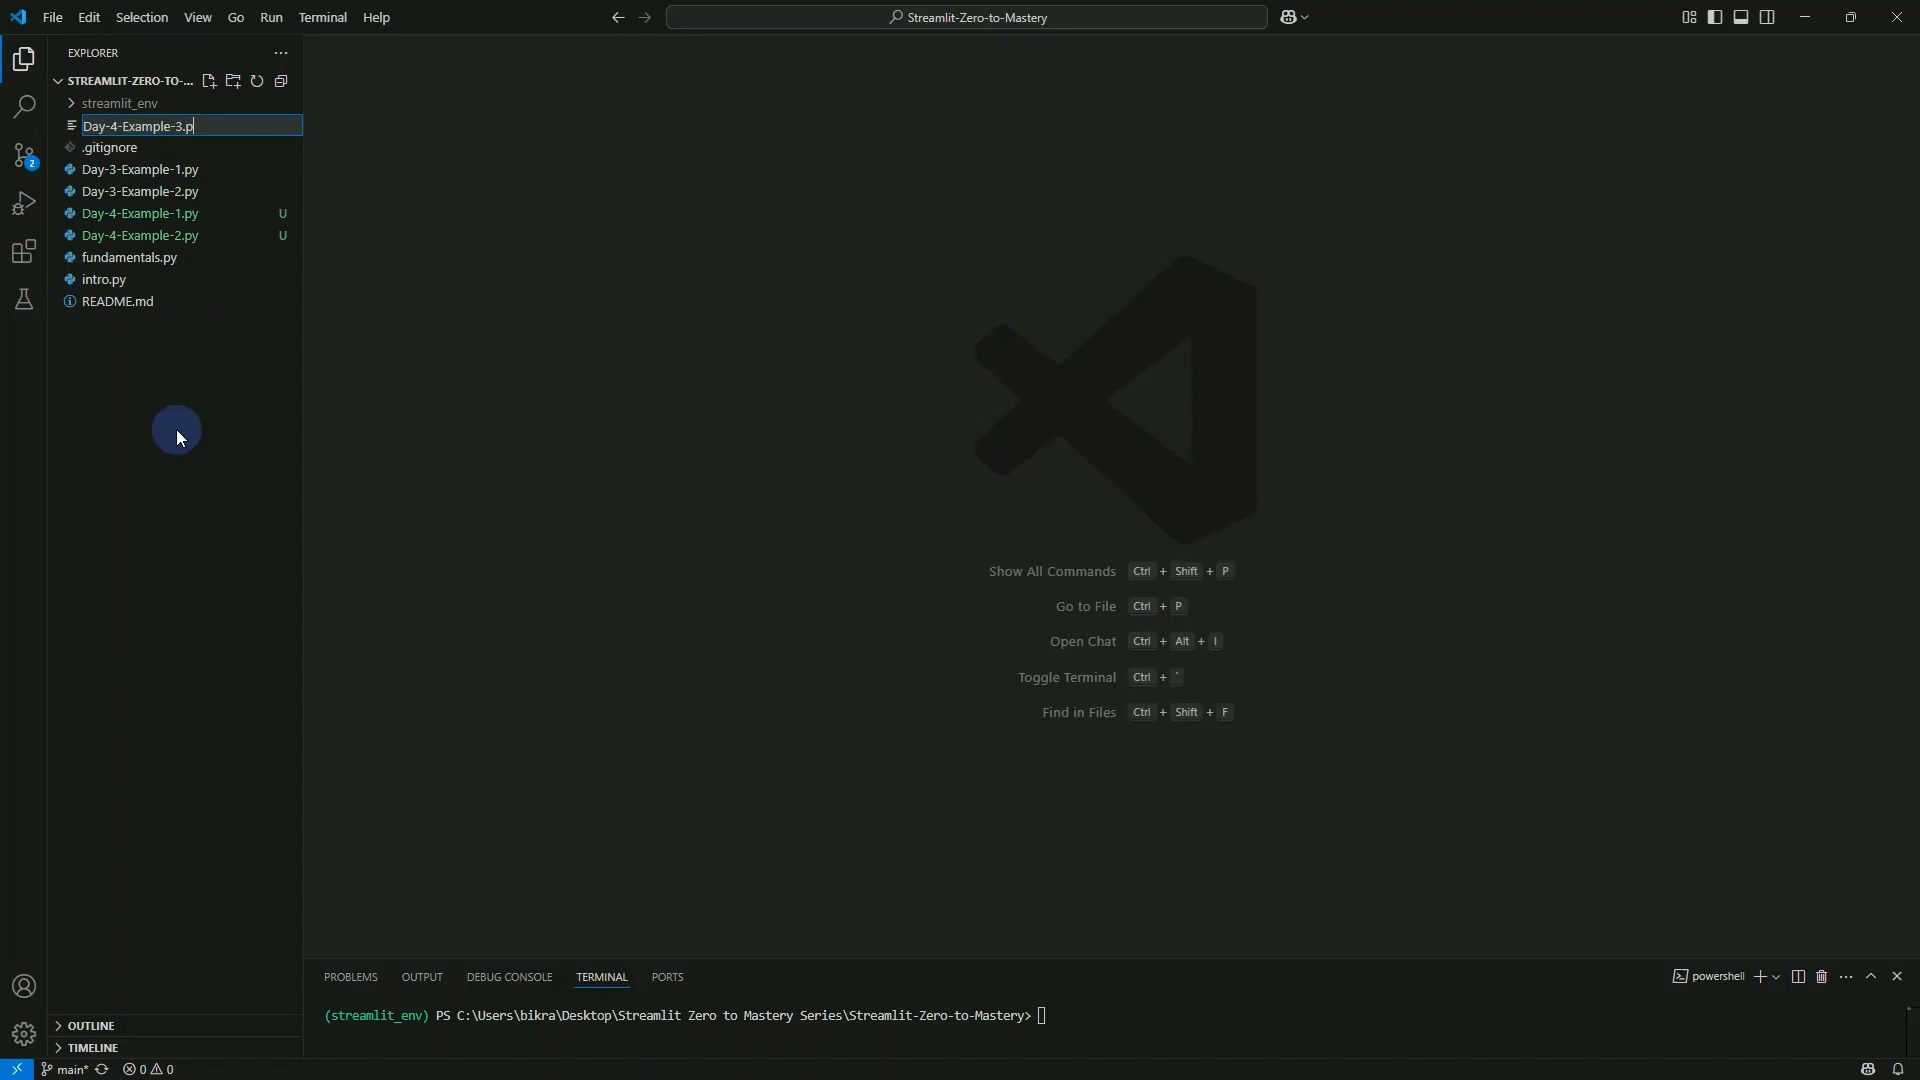 File Edit Selection View Go Run Terminal Help
Streamlit-Zero-to-Mastery
EXPLORER
STREAMLIT-ZERO-TO-...
streamlit_env
Day-4-Example-3.p
.gitignore
Day-3-Example-1.py
Day-3-Example-2.py
Day-4-Example-1.py U
Day-4-Example-2.py U
fundamentals.py
intro.py
README.md
2
Show All Commands Ctrl + Shift + P
Go to File Ctrl + P
Open Chat Ctrl + Alt + I
Toggle Terminal Ctrl + `
Find in Files Ctrl + Shift + F
PROBLEMS OUTPUT DEBUG CONSOLE TERMINAL PORTS
powershell
(streamlit_env) PS C:\Users\bikra\Desktop\Streamlit Zero to Mastery Series\Streamlit-Zero-to-Mastery>
OUTLINE
TIMELINE
main* 0 0